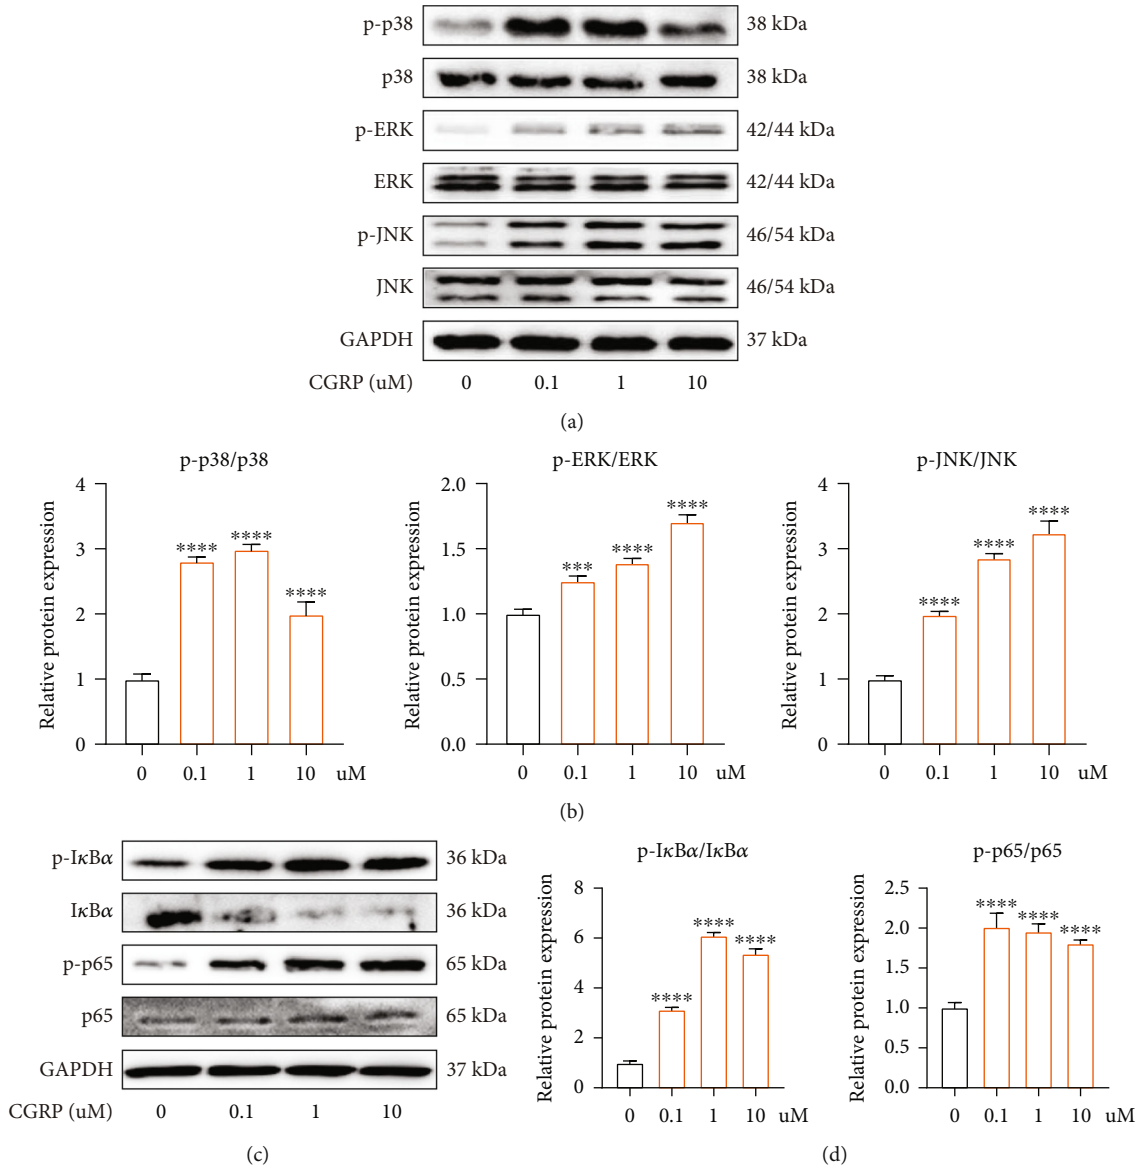 p-p38 38 kDa
p38 38 kDa
p-ERK 42/44 kDa
ERK 42/44 kDa
p-JNK 46/54 kDa
JNK 46/54 kDa
GAPDH 37 kDa
CGRP (uM) 0 0.1 1 10
(a)
p-p38/p38
Relative protein expression
4
3
2
1
0
**** **** ****
0 0.1 1 10 uM
p-ERK/ERK
Relative protein expression
2.0
1.5
1.0
0.5
0.0
*** **** ****
0 0.1 1 10 uM
p-JNK/JNK
Relative protein expression
4
3
2
1
0
**** **** ****
0 0.1 1 10 uM
(b)
p-IκBα 36 kDa
IκBα 36 kDa
p-p65 65 kDa
p65 65 kDa
GAPDH 37 kDa
CGRP (uM) 0 0.1 1 10
(c)
p-IκBα/IκBα
Relative protein expression
8
6
4
2
0
**** **** ****
0 0.1 1 10 uM
p-p65/p65
Relative protein expression
2.5
2.0
1.5
1.0
0.5
0.0
**** **** ****
0 0.1 1 10 uM
(d)